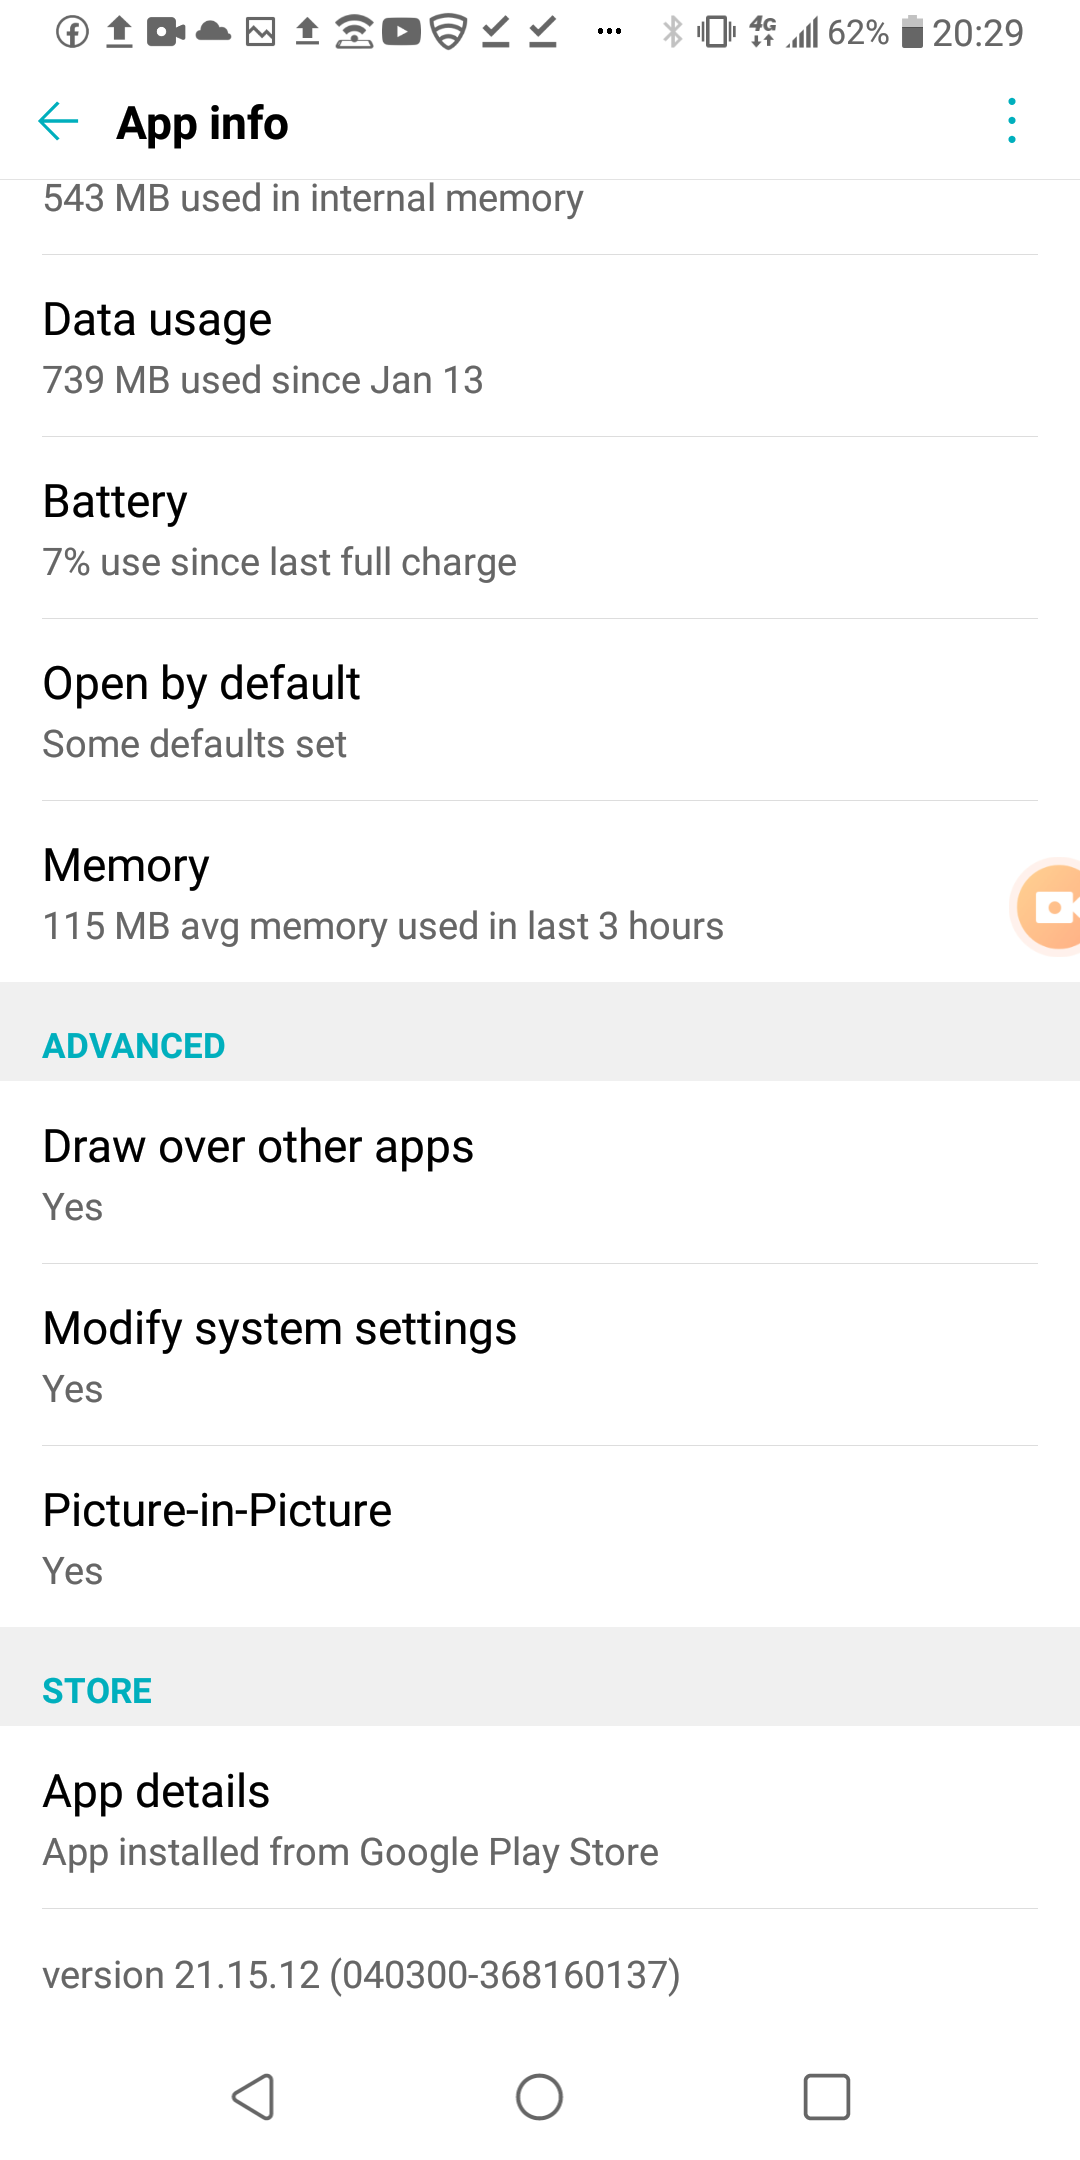 4G 62% 20:29
App info
543 MB used in internal memory
Data usage
739 MB used since Jan 13
Battery
7% use since last full charge
Open by default
Some defaults set
Memory
115 MB avg memory used in last 3 hours
ADVANCED
Draw over other apps
Yes
Modify system settings
Yes
Picture-in-Picture
Yes
STORE
App details
App installed from Google Play Store
version 21.15.12 (040300-368160137)